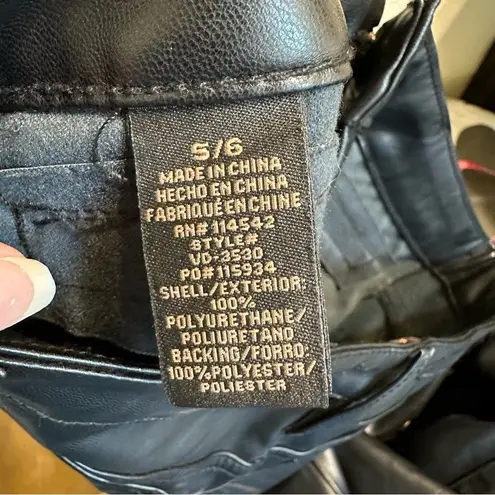 S/6
MADE IN CHINA
HECHO EN CHINA
FABRIQUÉ EN CHINE
RN# 114542
STYLE#
VD-3530
PO# 115934
SHELL/EXTERIOR:
100%
POLYURETHANE/
POLIURETANO
BACKING/FORRO:
100% POLYESTER/
POLIESTER